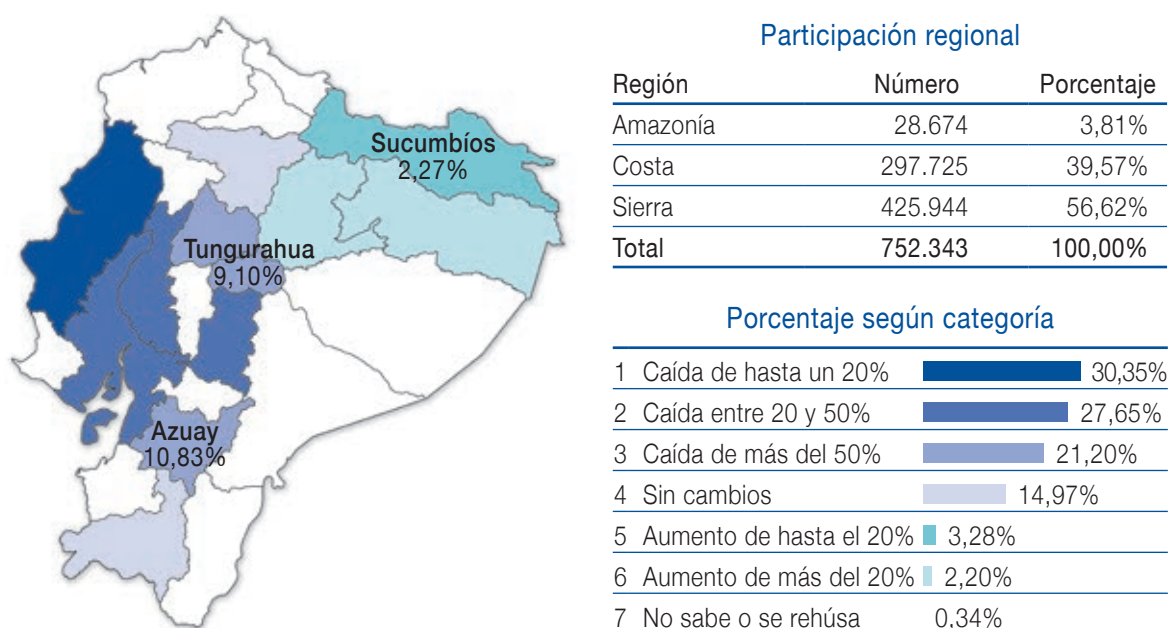 Sucumbíos
2,27%
Tungurahua
9,10%
Azuay
10,83%
Participación regional
Región Número Porcentaje
Amazonía 28.674 3,81%
Costa 297.725 39,57%
Sierra 425.944 56,62%
Total 752.343 100,00%
Porcentaje según categoría
1 Caída de hasta un 20% 30,35%
2 Caída entre 20 y 50% 27,65%
3 Caída de más del 50% 21,20%
4 Sin cambios 14,97%
5 Aumento de hasta el 20% 3,28%
6 Aumento de más del 20% 2,20%
7 No sabe o se rehúsa 0,34%